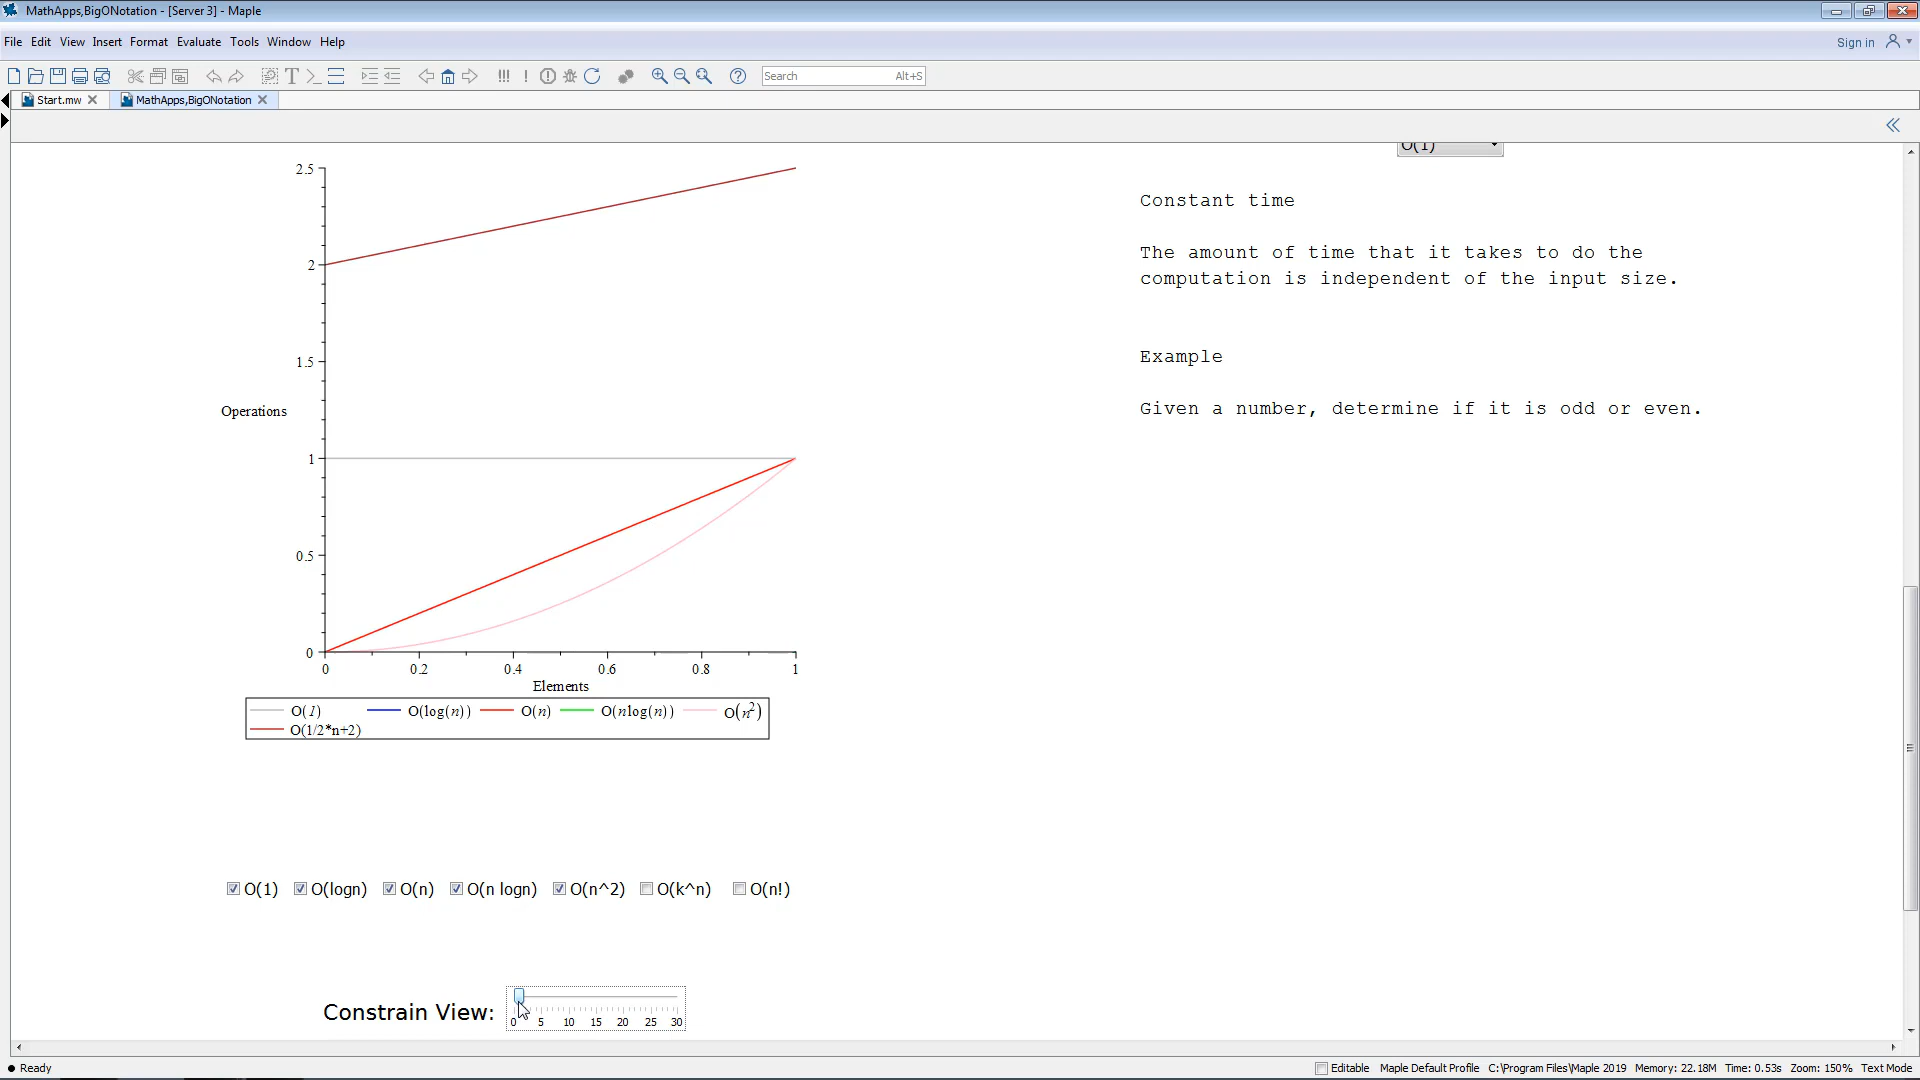 MathApps,BigONotation - [Server 3] - Maple
File Edit View Insert Format Evaluate Tools Window Help
Sign in
Search Alt+S
Start.mw
MathApps,BigONotation
O(1)
2.5
2
1.5
Operations
1
0.5
0
0 0.2 0.4 0.6 0.8 1
Elements
O(1) O(log(n)) O(n) O(nlog(n)) O(n²)
O(1/2*n+2)
Constant time
The amount of time that it takes to do the
computation is independent of the input size.
Example
Given a number, determine if it is odd or even.
O(1) O(logn) O(n) O(n logn) O(n^2) O(k^n) O(n!)
Constrain View:
0 5 10 15 20 25 30
Ready
Editable Maple Default Profile C:\Program Files\Maple 2019 Memory: 22.18M Time: 0.53s Zoom: 150% Text Mode